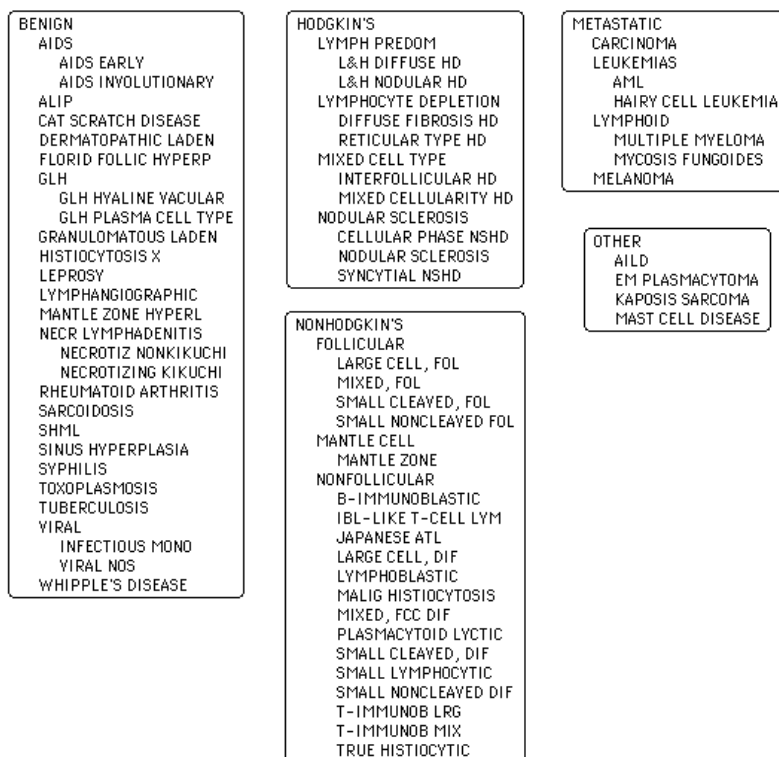 BENIGN
AIDS
AIDS EARLY
AIDS INVOLUTIONARY
ALIP
CAT SCRATCH DISEASE
DERMATOPATHIC LADEN
FLORID FOLLIC HYPERP
GLH
GLH HYALINE VACULAR
GLH PLASMA CELL TYPE
GRANULOMATOUS LADEN
HISTIOCYTOSIS X
LEPROSY
LYMPHANGIOGRAPHIC
MANTLE ZONE HYPERL
NECR LYMPHADENITIS
NECROTIZ NONKIKUCHI
NECROTIZING KIKUCHI
RHEUMATOID ARTHRITIS
SARCOIDOSIS
SHML
SINUS HYPERPLASIA
SYPHILIS
TOXOPLASMOSIS
TUBERCULOSIS
VIRAL
INFECTIOUS MONO
VIRAL NOS
WHIPPLE'S DISEASE
HODGKIN'S
LYMPH PREDOM
L&H DIFFUSE HD
L&H NODULAR HD
LYMPHOCYTE DEPLETION
DIFFUSE FIBROSIS HD
RETICULAR TYPE HD
MIXED CELL TYPE
INTERFOLLICULAR HD
MIXED CELLULARITY HD
NODULAR SCLEROSIS
CELLULAR PHASE NSHD
NODULAR SCLEROSIS
SYNCYTIAL NSHD
NONHODGKIN'S
FOLLICULAR
LARGE CELL, FOL
MIXED, FOL
SMALL CLEAVED, FOL
SMALL NONCLEAVED FOL
MANTLE CELL
MANTLE ZONE
NONFOLLICULAR
B-IMMUNOBLASTIC
IBL-LIKE T-CELL LYM
JAPANESE ATL
LARGE CELL, DIF
LYMPHOBLASTIC
MALIG HISTIOCYTOSIS
MIXED, FCC DIF
PLASMACYTOID LYCTIC
SMALL CLEAVED, DIF
SMALL LYMPHOCYTIC
SMALL NONCLEAVED DIF
T-IMMUNOB LRG
T-IMMUNOB MIX
TRUE HISTIOCYTIC
METASTATIC
CARCINOMA
LEUKEMIAS
AML
HAIRY CELL LEUKEMIA
LYMPHOID
MULTIPLE MYELOMA
MYCOSIS FUNGOIDES
MELANOMA
OTHER
AILD
EM PLASMACYTOMA
KAPOSIS SARCOMA
MAST CELL DISEASE